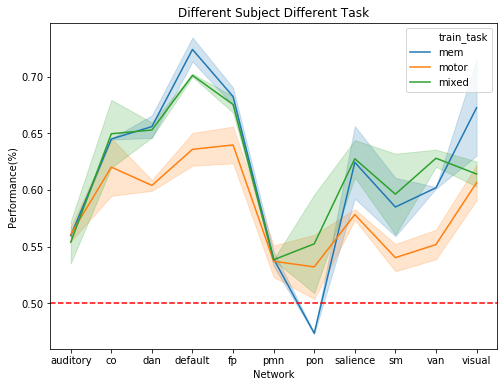 Different Subject Different Task
train_task
mem
motor
mixed
Performance(%)
0.70
0.65
0.60
0.55
0.50
auditory co dan default fp pmn pon salience sm van visual
Network